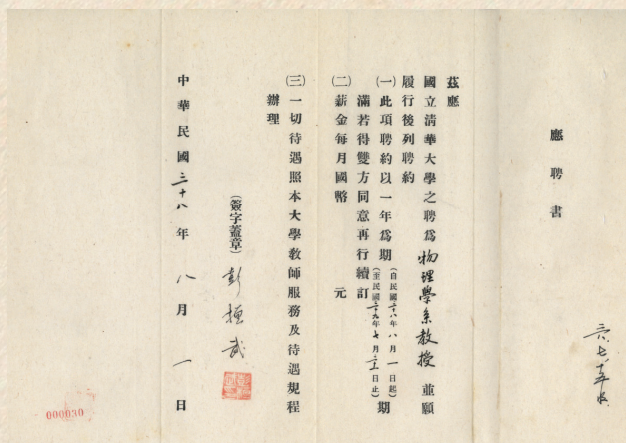 應聘書
茲應
國立清華大學之聘爲物理學系教授並願
履行後列聘約
(一)此項聘約以一年爲期(自民國三十八年八月一日起)(至民國三十九年七月三十一日止)期
滿若得雙方同意再行續訂
(二)薪金每月國幣 元
(三)一切待遇照本大學教師服務及待遇規程
辦理
(簽字蓋章)彭桓武
中華民國三十八年八月一日
000030